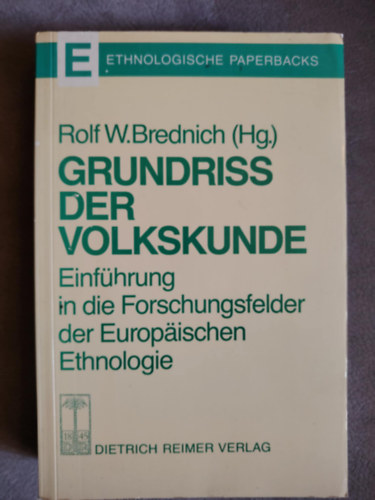 E ETHNOLOGISCHE PAPERBACKS
Rolf W.Brednich (Hg.)
GRUNDRISS
DER
VOLKSKUNDE
Einführung
in die Forschungsfelder
der Europäischen
Ethnologie
DIETRICH REIMER VERLAG